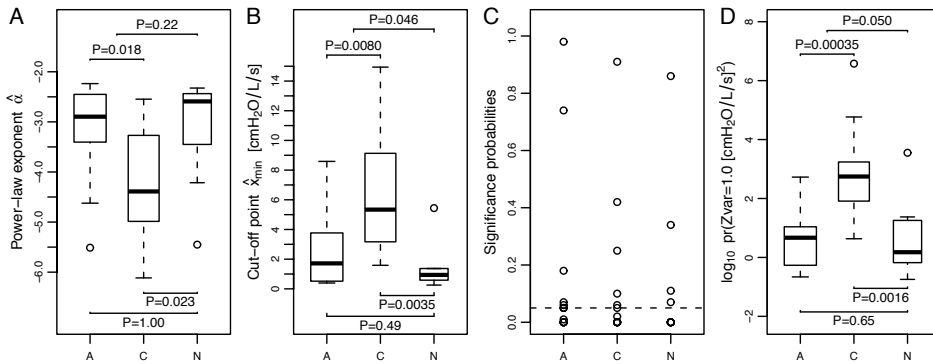 A
Power−law exponent α̂
−2.0
−3.0
−4.0
−5.0
−6.0
P=0.22
P=0.018
P=0.023
P=1.00
A C N
B
Cut−off point x̂min [cmH2O/L/s]
0 1 2 4 6 8 10 12 14
P=0.046
P=0.0080
P=0.0035
P=0.49
A C N
C
Significance probabilities
0.0 0.2 0.4 0.6 0.8 1.0
A C N
D
log10 pr(Zvar=1.0 [cmH2O/L/s]²)
−2 0 2 4 6 8
P=0.050
P=0.00035
P=0.0016
P=0.65
A C N